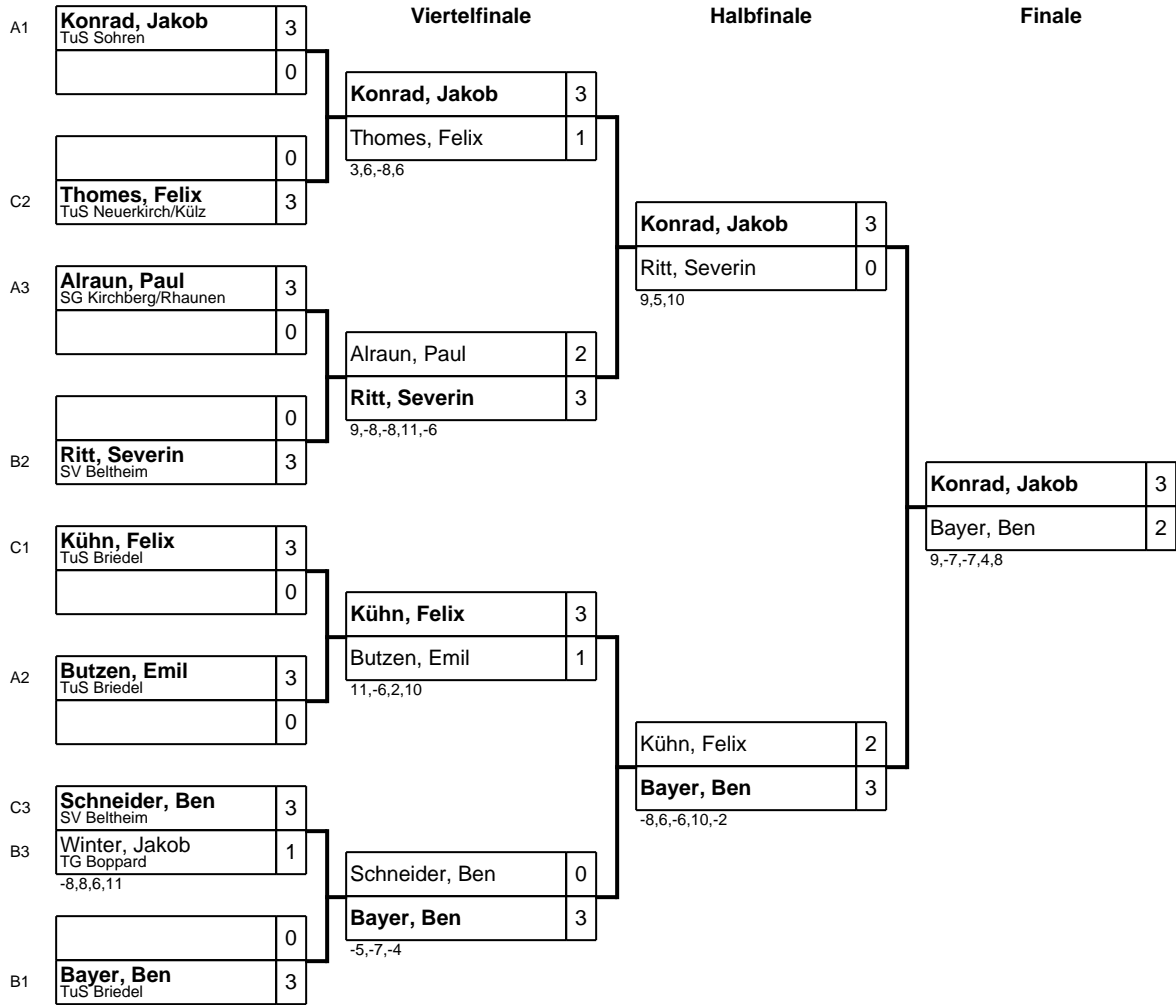 Viertelfinale
Halbfinale
Finale
A1
Konrad, Jakob 3
TuS Sohren
0
0
C2
Thomes, Felix 3
TuS Neuerkirch/Külz
A3
Alraun, Paul 3
SG Kirchberg/Rhaunen
0
0
B2
Ritt, Severin 3
SV Beltheim
C1
Kühn, Felix 3
TuS Briedel
0
A2
Butzen, Emil 3
TuS Briedel
0
C3
Schneider, Ben 3
SV Beltheim
B3
Winter, Jakob 1
TG Boppard
-8,8,6,11
0
B1
Bayer, Ben 3
TuS Briedel
Konrad, Jakob 3
Thomes, Felix 1
3,6,-8,6
Alraun, Paul 2
Ritt, Severin 3
9,-8,-8,11,-6
Kühn, Felix 3
Butzen, Emil 1
11,-6,2,10
Schneider, Ben 0
Bayer, Ben 3
-5,-7,-4
Konrad, Jakob 3
Ritt, Severin 0
9,5,10
Kühn, Felix 2
Bayer, Ben 3
-8,6,-6,10,-2
Konrad, Jakob 3
Bayer, Ben 2
9,-7,-7,4,8